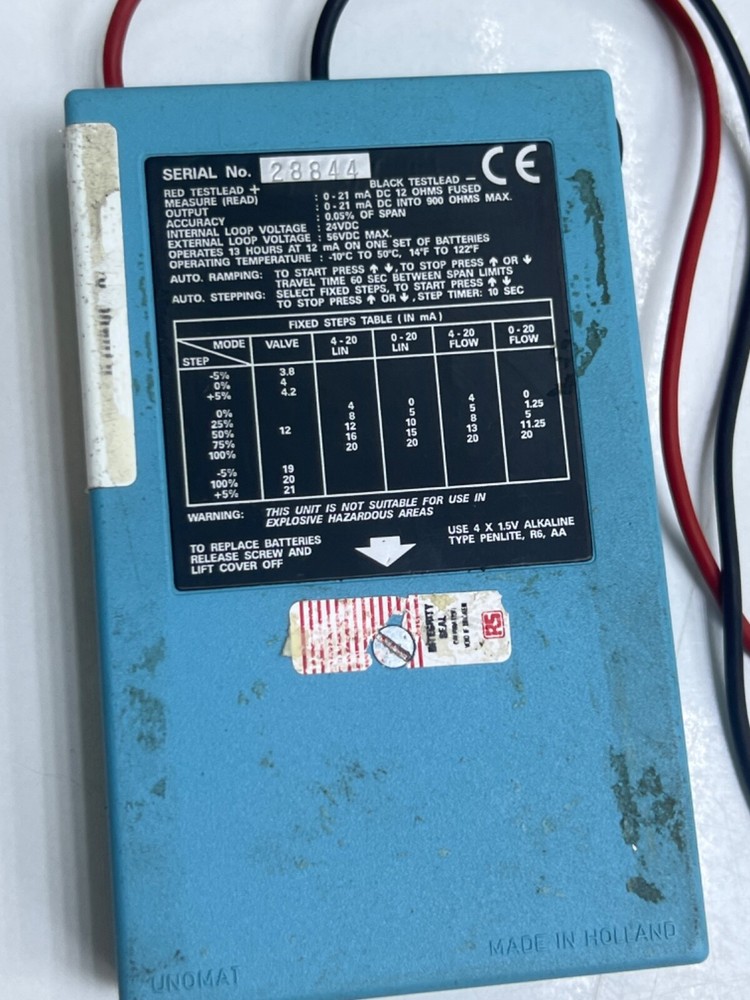 SERIAL No. 28844 CE
RED TESTLEAD + BLACK TESTLEAD -
MEASURE (READ) : 0-21 mA DC 12 OHMS FUSED
OUTPUT : 0-21 mA DC INTO 900 OHMS MAX.
ACCURACY : 0.05% OF SPAN
INTERNAL LOOP VOLTAGE : 24VDC
EXTERNAL LOOP VOLTAGE : 56VDC MAX.
OPERATES 13 HOURS AT 12 mA ON ONE SET OF BATTERIES
OPERATING TEMPERATURE : -10°C TO 50°C, 14°F TO 122°F
AUTO. RAMPING: TO START PRESS ↑ ↓, TO STOP PRESS ↑ OR ↓
TRAVEL TIME 60 SEC BETWEEN SPAN LIMITS
AUTO. STEPPING: SELECT FIXED STEPS, TO START PRESS ↑ ↓
TO STOP PRESS ↑ OR ↓, STEP TIMER: 10 SEC
FIXED STEPS TABLE (IN mA)
MODE VALVE 4-20 0-20 4-20 0-20
STEP LIN LIN FLOW FLOW
-5% 3.8
0% 4
+5% 4.2
0% 4 0 4 0
25% 8 5 5 1.25
50% 12 12 10 8 5
75% 16 15 13 11.25
100% 20 20 20 20
-5% 19
100% 20
+5% 21
WARNING: THIS UNIT IS NOT SUITABLE FOR USE IN
EXPLOSIVE HAZARDOUS AREAS
TO REPLACE BATTERIES
RELEASE SCREW AND
LIFT COVER OFF
USE 4 X 1.5V ALKALINE
TYPE PENLITE, R6, AA
INTEGRITY
SEAL
RS
MADE IN HOLLAND
UNOMAT